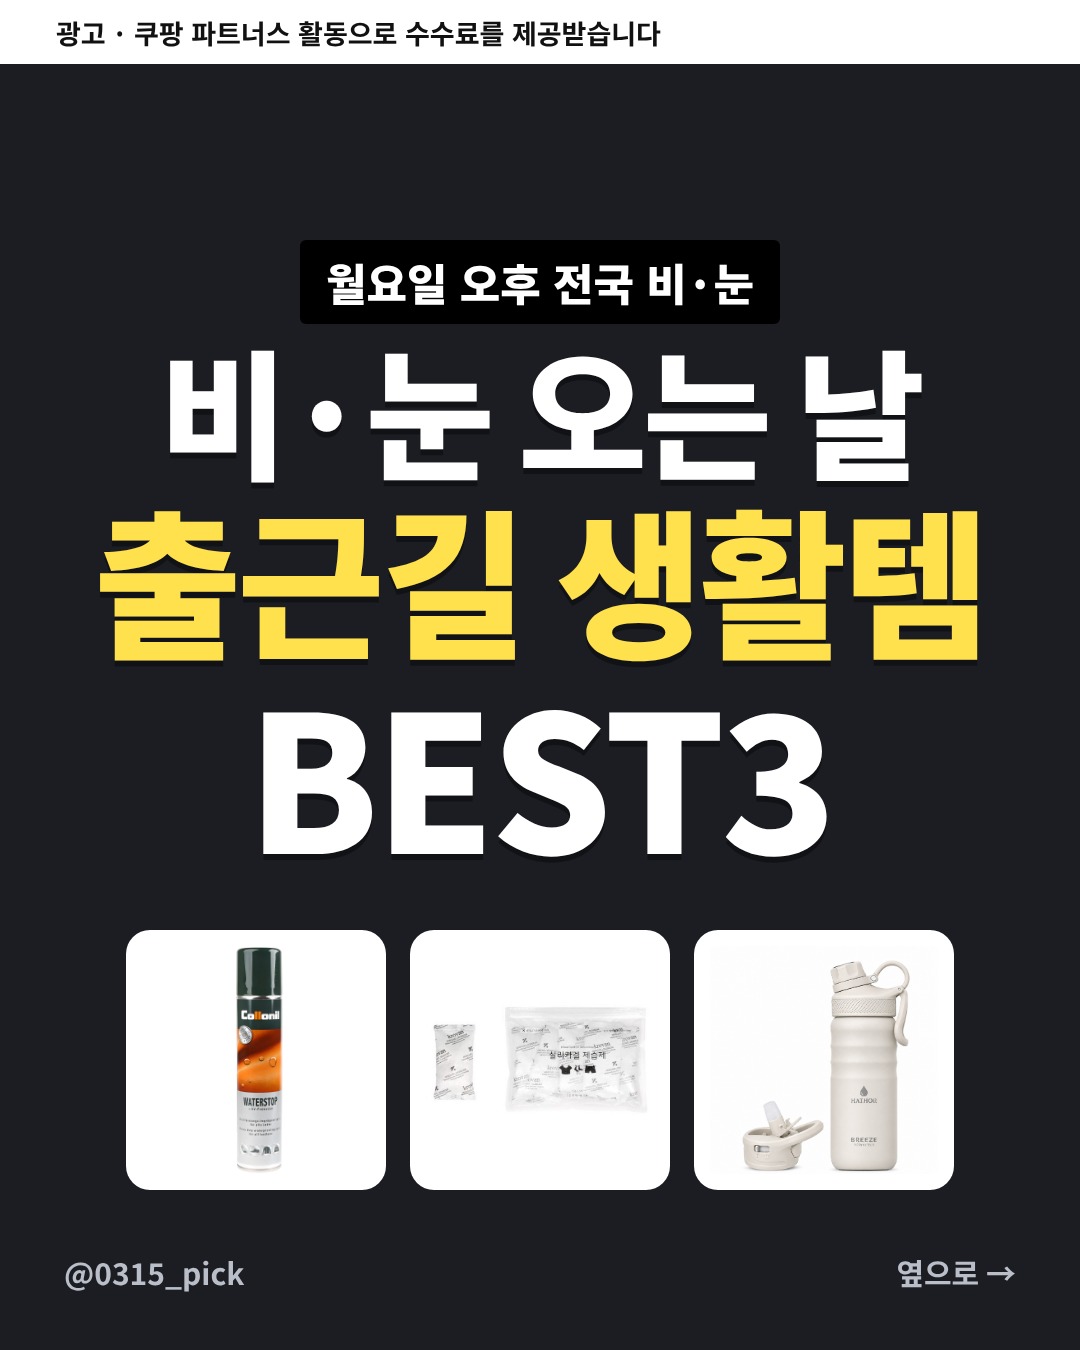 광고 · 쿠팡 파트너스 활동으로 수수료를 제공받습니다
월요일 오후 전국 비·눈
비·눈 오는 날
출근길 생활템
BEST3
Collonil
WATERSTOP
실리카겔 제습제
BREEZE
@0315_pick
옆으로 →